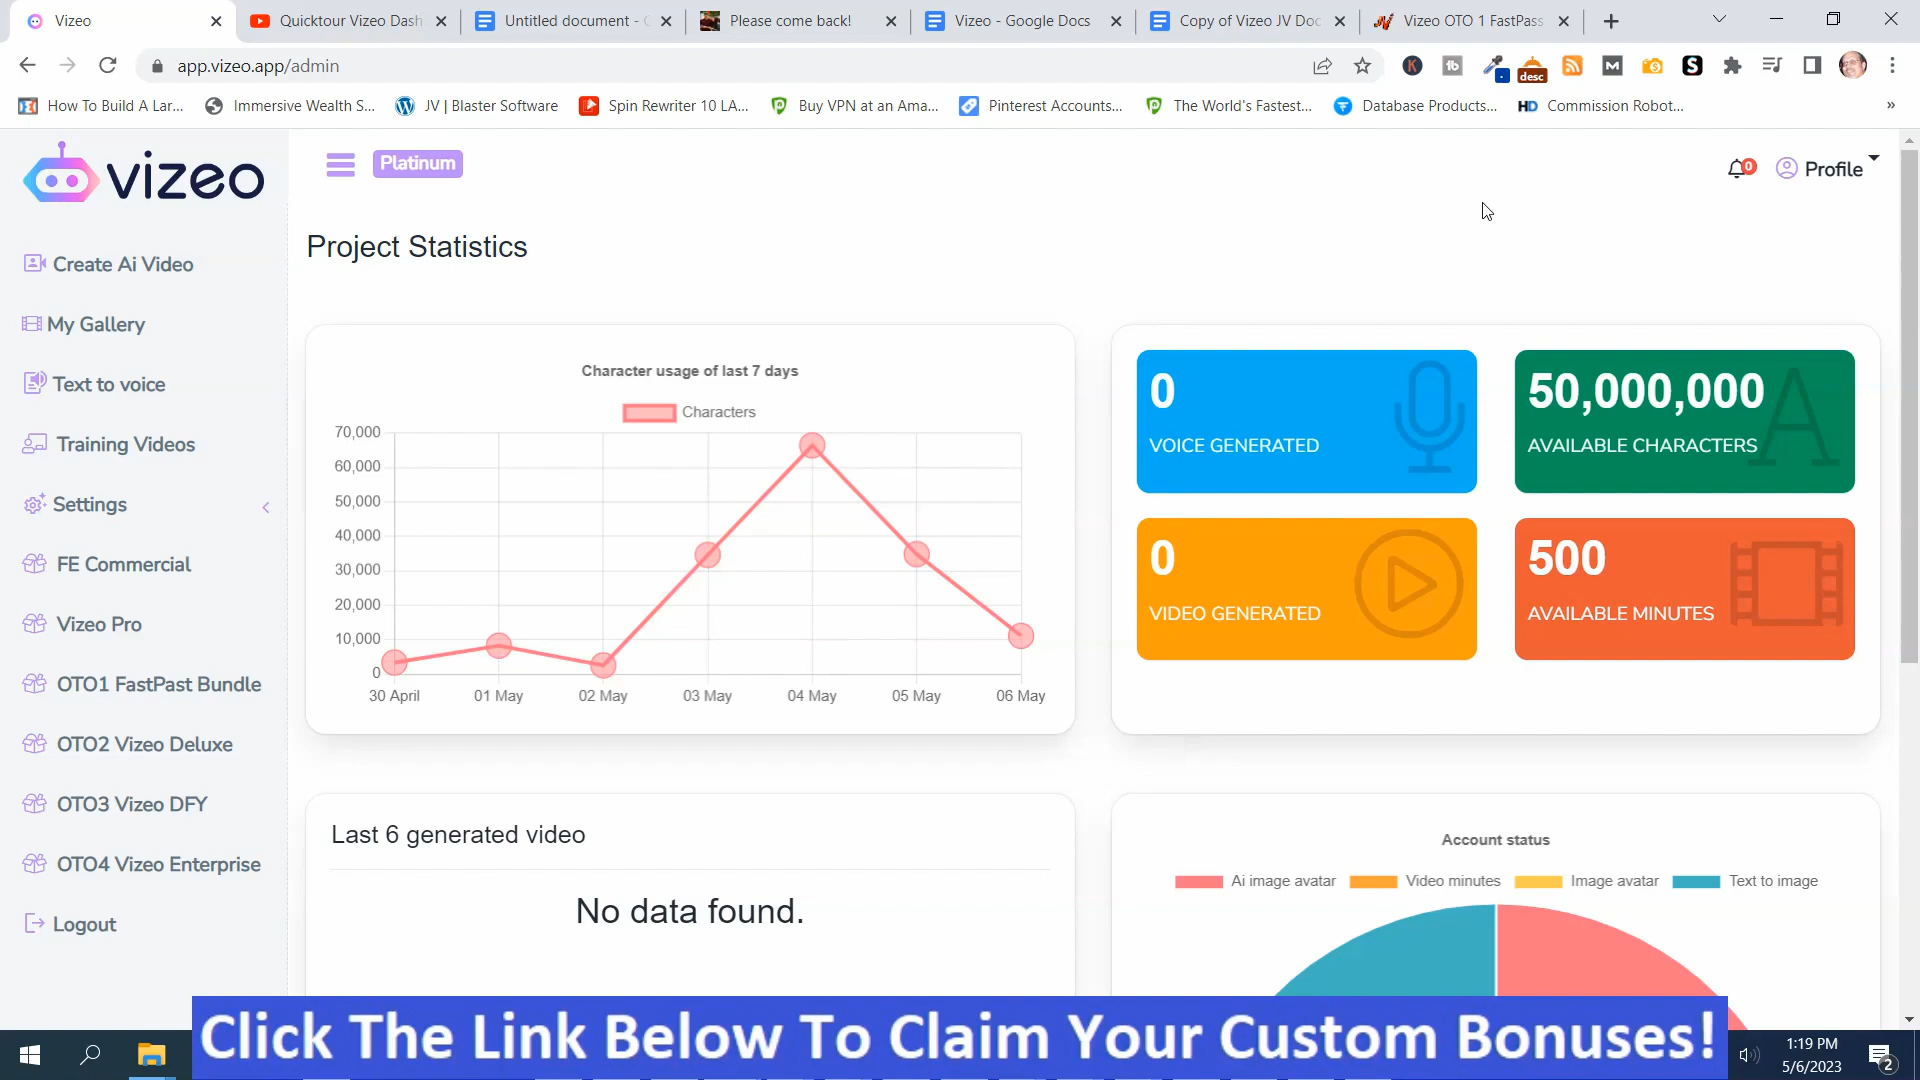 Vizeo
Quicktour Vizeo Dash
Untitled document -
Please come back!
Vizeo - Google Docs
Copy of Vizeo JV Doc
Vizeo OTO 1 FastPass
app.vizeo.app/admin
desc
How To Build A Lar...
Immersive Wealth S...
JV | Blaster Software
Spin Rewriter 10 LA...
Buy VPN at an Ama...
Pinterest Accounts...
The World's Fastest...
Database Products...
HD Commission Robot...
»
vizeo
Platinum
0
Profile
Create Ai Video
My Gallery
Text to voice
Training Videos
Settings
FE Commercial
Vizeo Pro
OTO1 FastPast Bundle
OTO2 Vizeo Deluxe
OTO3 Vizeo DFY
OTO4 Vizeo Enterprise
Logout
Project Statistics
Character usage of last 7 days
Characters
70,000
60,000
50,000
40,000
30,000
20,000
10,000
0
30 April 01 May 02 May 03 May 04 May 05 May 06 May
0
VOICE GENERATED
50,000,000
AVAILABLE CHARACTERS
0
VIDEO GENERATED
500
AVAILABLE MINUTES
Last 6 generated video
No data found.
Account status
Ai image avatar Video minutes Image avatar Text to image
Click The Link Below To Claim Your Custom Bonuses!
1:19 PM
5/6/2023
2